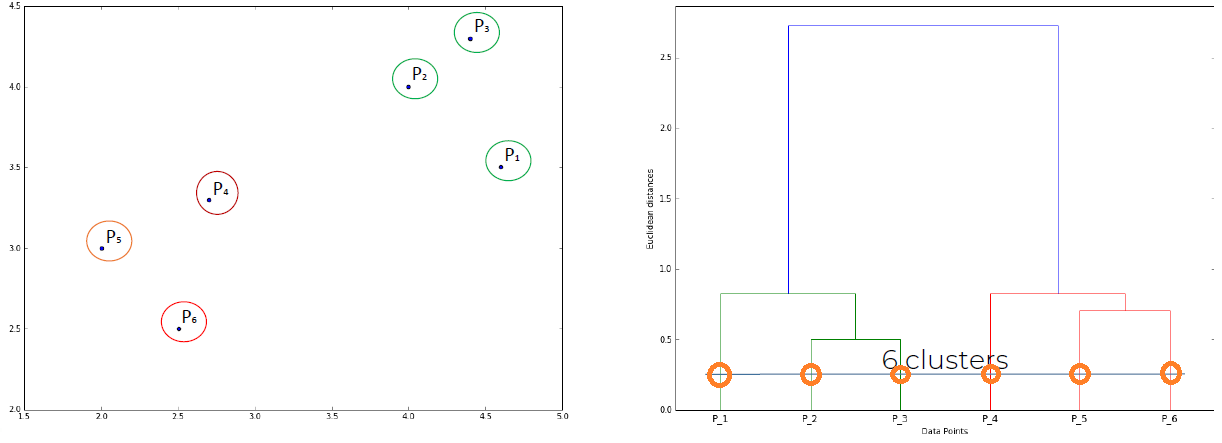 4.5
4.0
3.5
3.0
2.5
2.0
1.5
2.0
2.5
3.0
3.5
4.0
4.5
5.0
P₃
P₂
P₁
P₄
P₅
P₆
Euclidean distances
2.5
2.0
1.5
1.0
0.5
0.0
6 clusters
P_1
P_2
P_3
P_4
P_5
P_6
Data Points